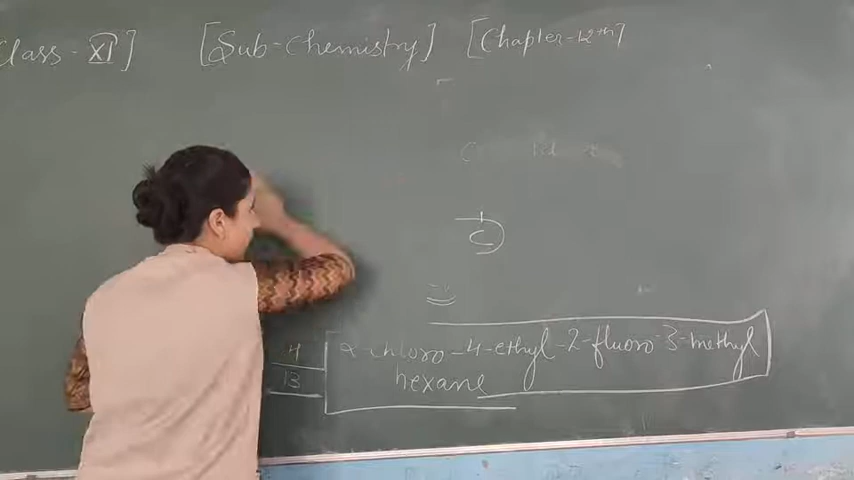 Class - XI] [Sub - Chemistry] [Chapter - 12th]
C
4 -chloro-4-ethyl-2-fluoro-3-methyl
13 hexane